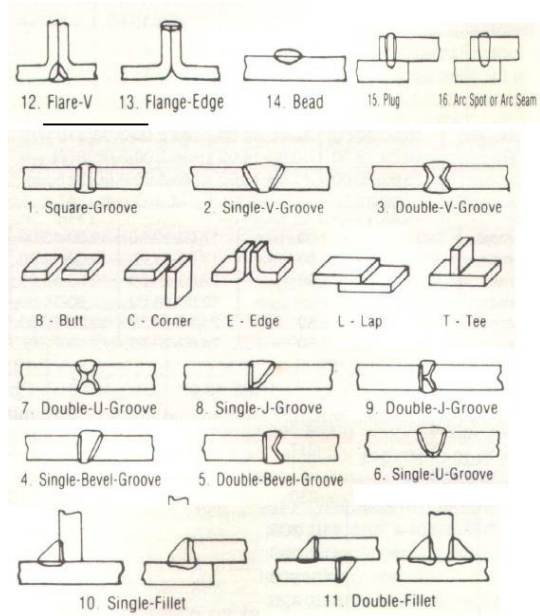 12. Flare-V 13. Flange-Edge 14. Bead 15. Plug 16. Arc Spot or Arc Seam
1. Square-Groove 2. Single-V-Groove 3. Double-V-Groove
B - Butt C - Corner E - Edge L - Lap T - Tee
7. Double-U-Groove 8. Single-J-Groove 9. Double-J-Groove
4. Single-Bevel-Groove 5. Double-Bevel-Groove 6. Single-U-Groove
10. Single-Fillet 11. Double-Fillet